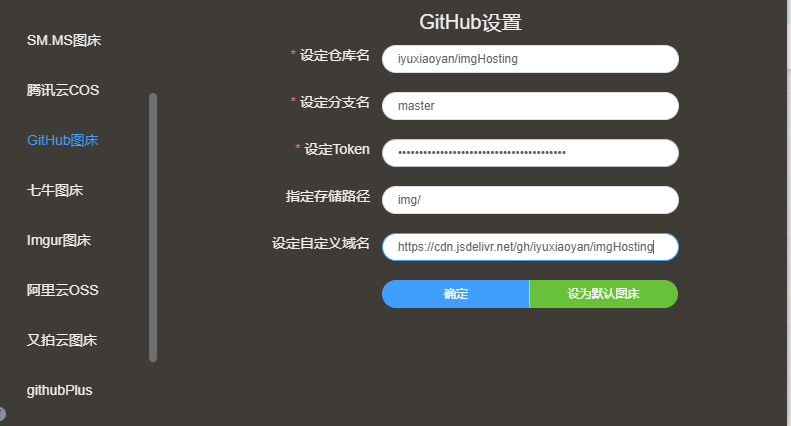 GitHub设置
SM.MS图床
腾讯云COS
GitHub图床
七牛图床
Imgur图床
阿里云OSS
又拍云图床
githubPlus
* 设定仓库名 iyuxiaoyan/imgHosting
* 设定分支名 master
* 设定Token ••••••••••••••••••••••••••••••••••••••••
指定存储路径 img/
设定自定义域名 https://cdn.jsdelivr.net/gh/iyuxiaoyan/imgHosting
确定 设为默认图床